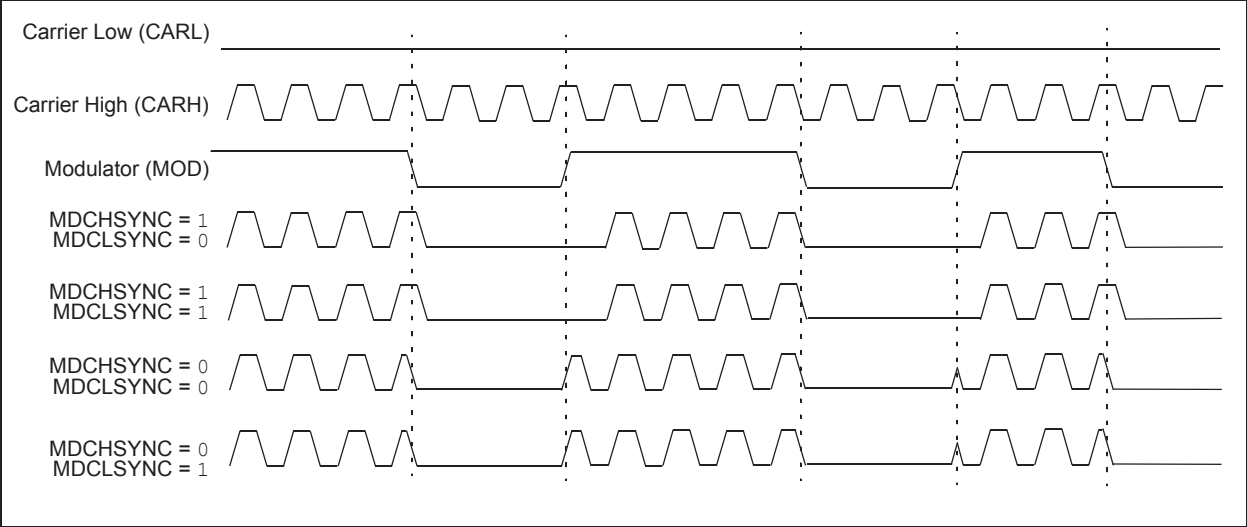 Carrier Low (CARL)
Carrier High (CARH)
Modulator (MOD)
MDCHSYNC = 1
MDCLSYNC = 0
MDCHSYNC = 1
MDCLSYNC = 1
MDCHSYNC = 0
MDCLSYNC = 0
MDCHSYNC = 0
MDCLSYNC = 1